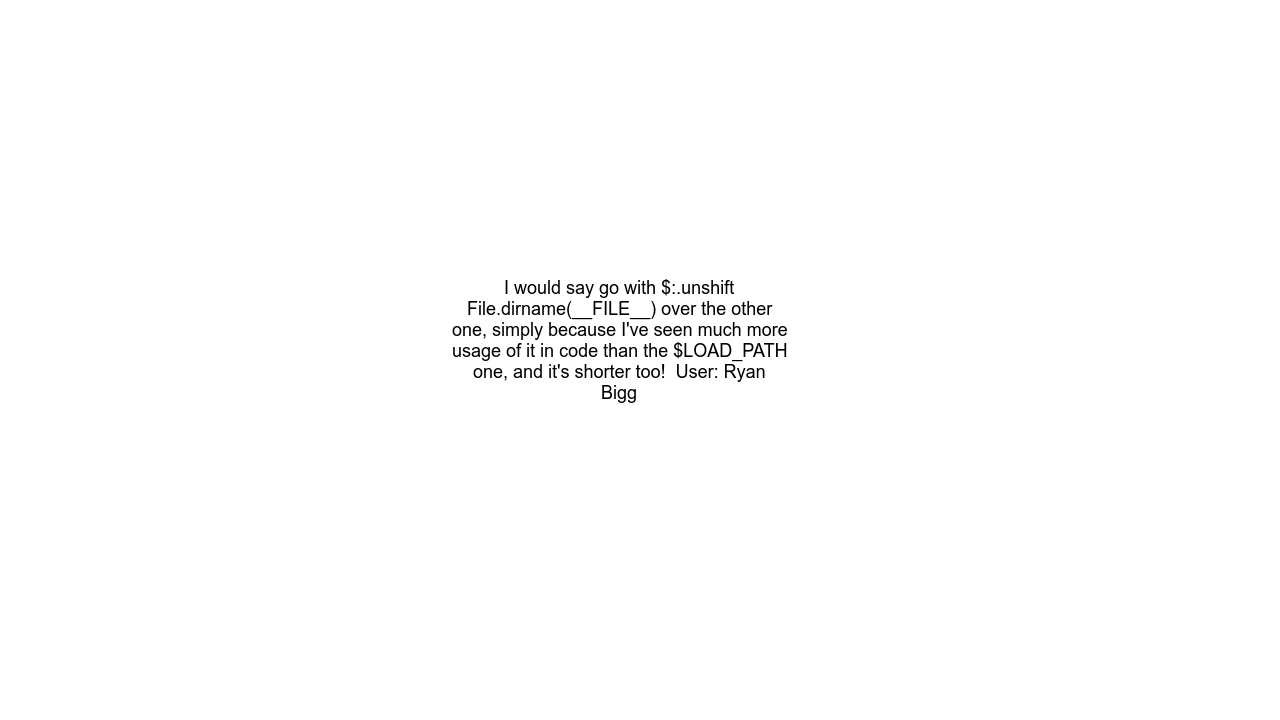 I would say go with $:.unshift
File.dirname(__FILE__) over the other
one, simply because I've seen much more
usage of it in code than the $LOAD_PATH
one, and it's shorter too!  User: Ryan
Bigg